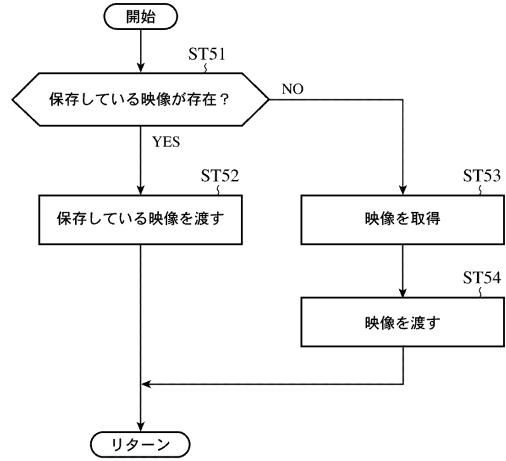 開始
ST51
保存している映像が存在？
NO
YES
ST52
保存している映像を渡す
ST53
映像を取得
ST54
映像を渡す
リターン